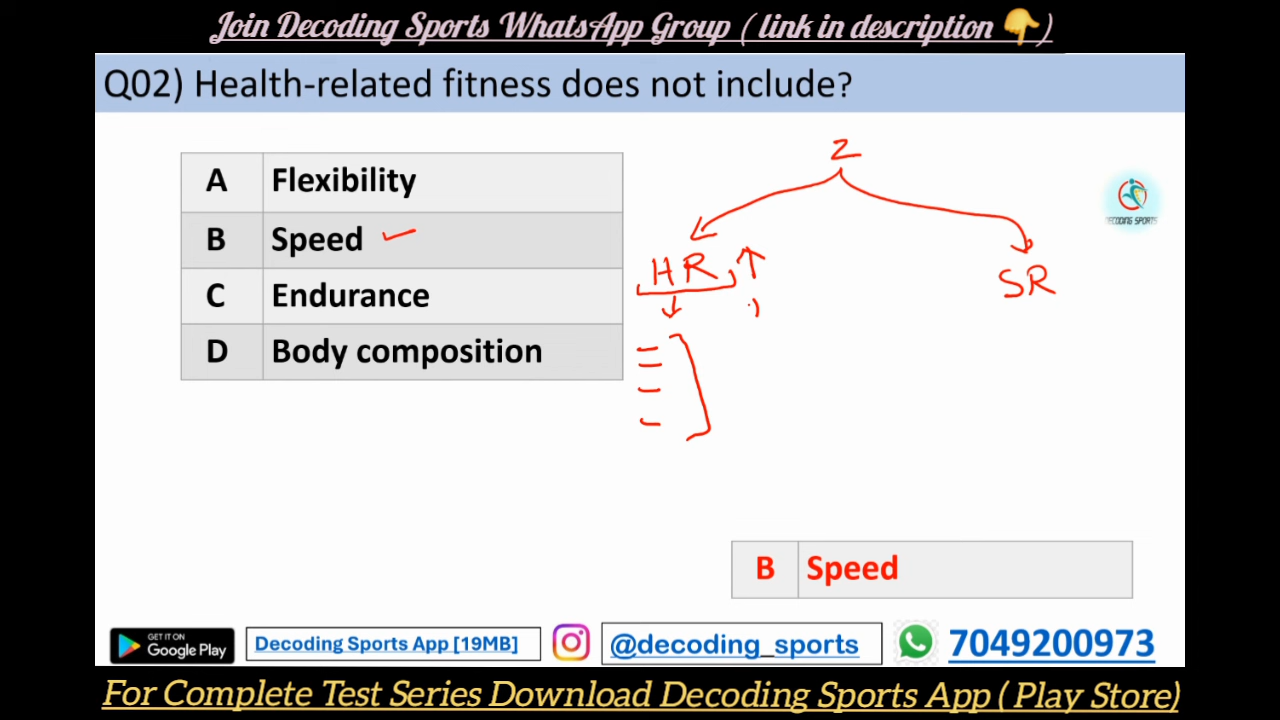 Join Decoding Sports WhatsApp Group ( link in description 👇)
Q02) Health-related fitness does not include?
2
A Flexibility
B Speed
C Endurance
D Body composition
HR
SR
DECODING SPORTS
B Speed
GET IT ON
Google Play
Decoding Sports App [19MB]
@decoding_sports
7049200973
For Complete Test Series Download Decoding Sports App ( Play Store)